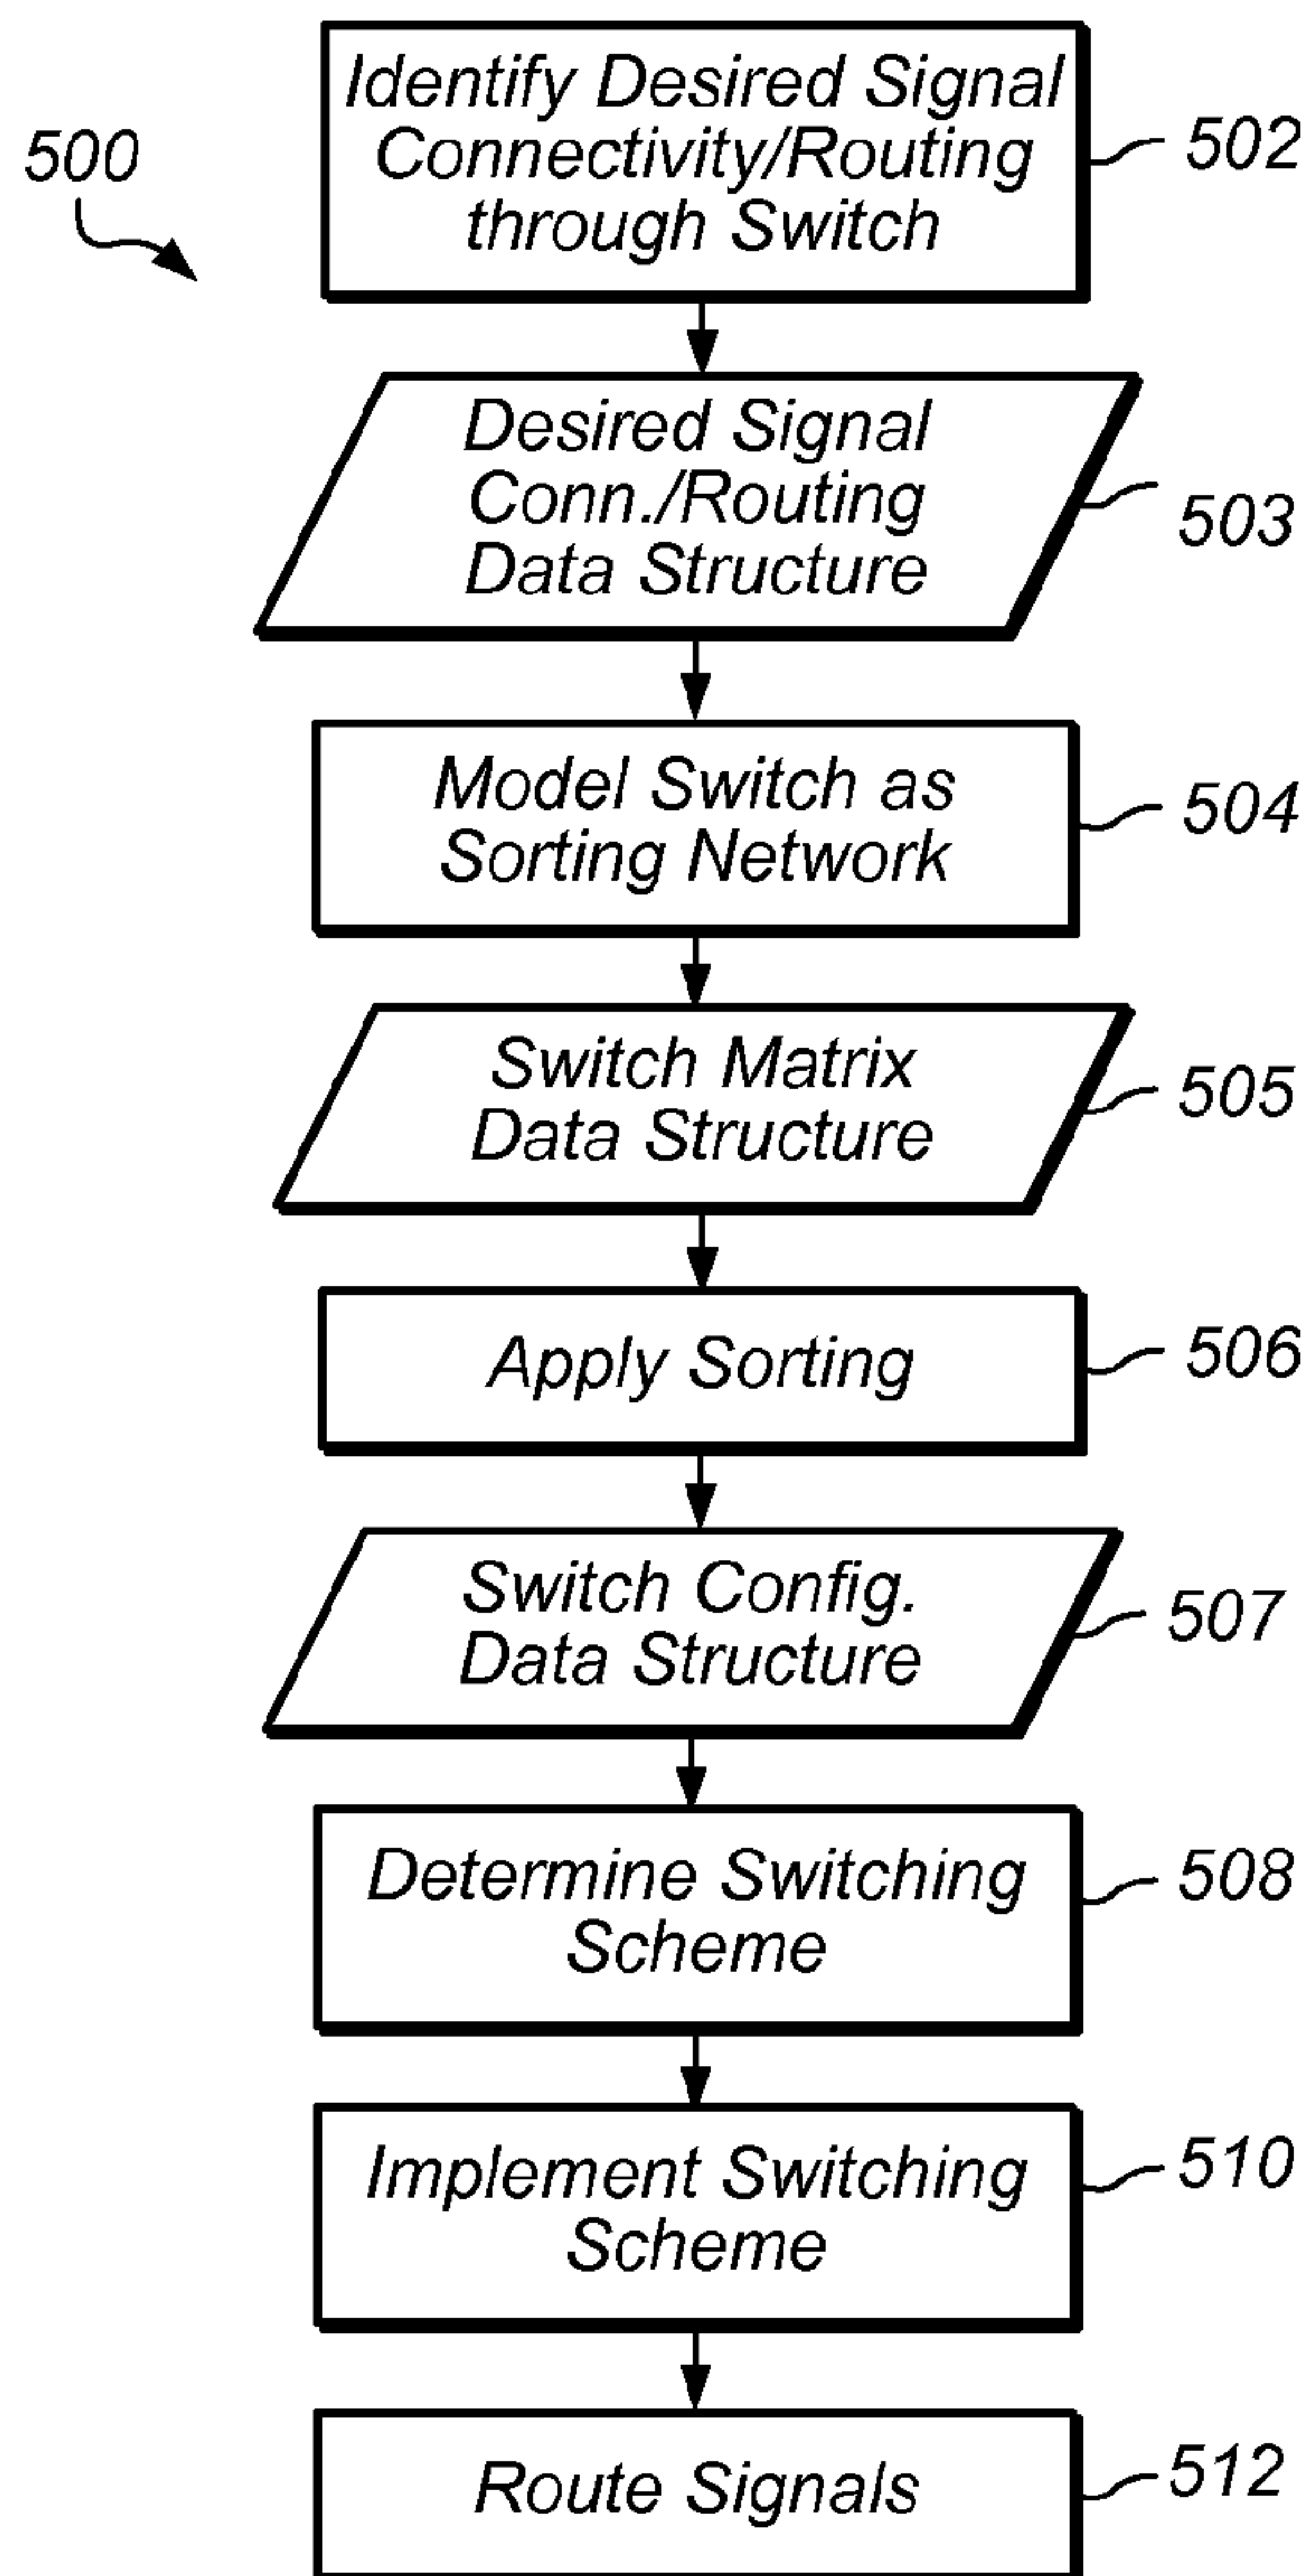 Identify Desired Signal
Connectivity/Routing
through Switch
500
502
Desired Signal
Conn./Routing
Data Structure
503
Model Switch as
Sorting Network
504
Switch Matrix
Data Structure
505
Apply Sorting
506
Switch Config.
Data Structure
507
Determine Switching
Scheme
508
Implement Switching
Scheme
510
Route Signals
512